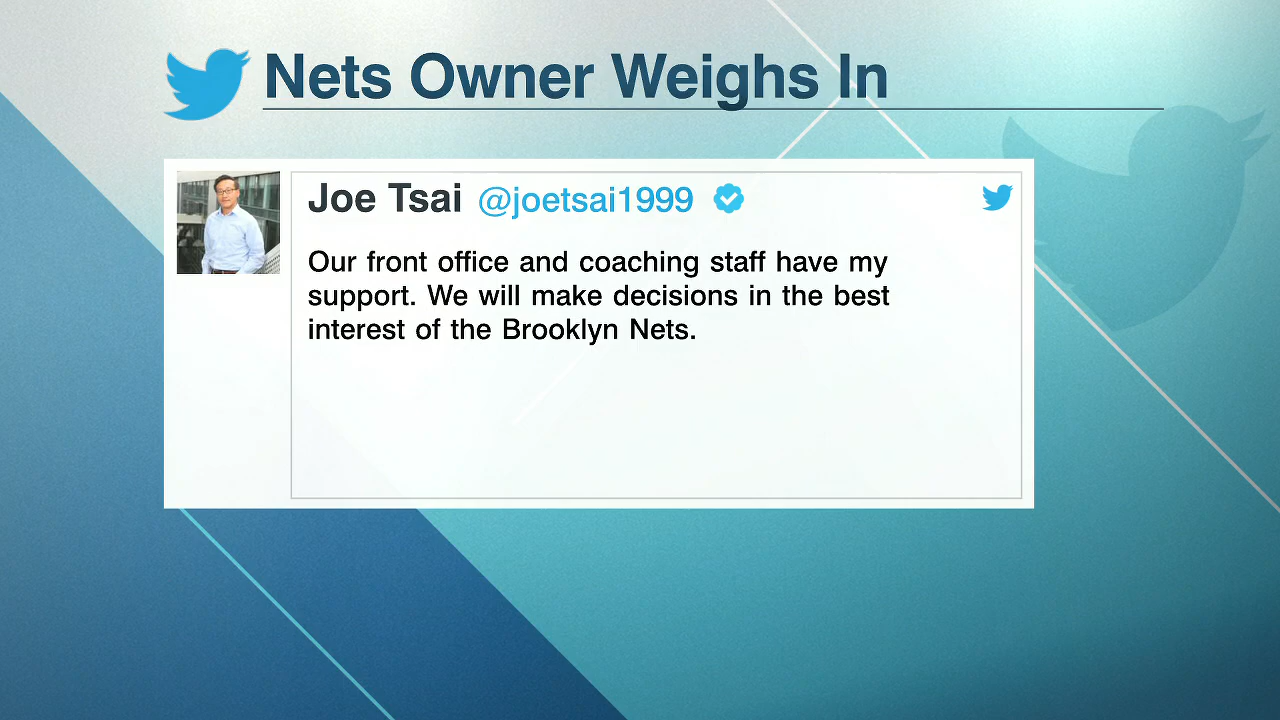 Nets Owner Weighs In
Joe Tsai @joetsai1999
Our front office and coaching staff have my
support. We will make decisions in the best
interest of the Brooklyn Nets.